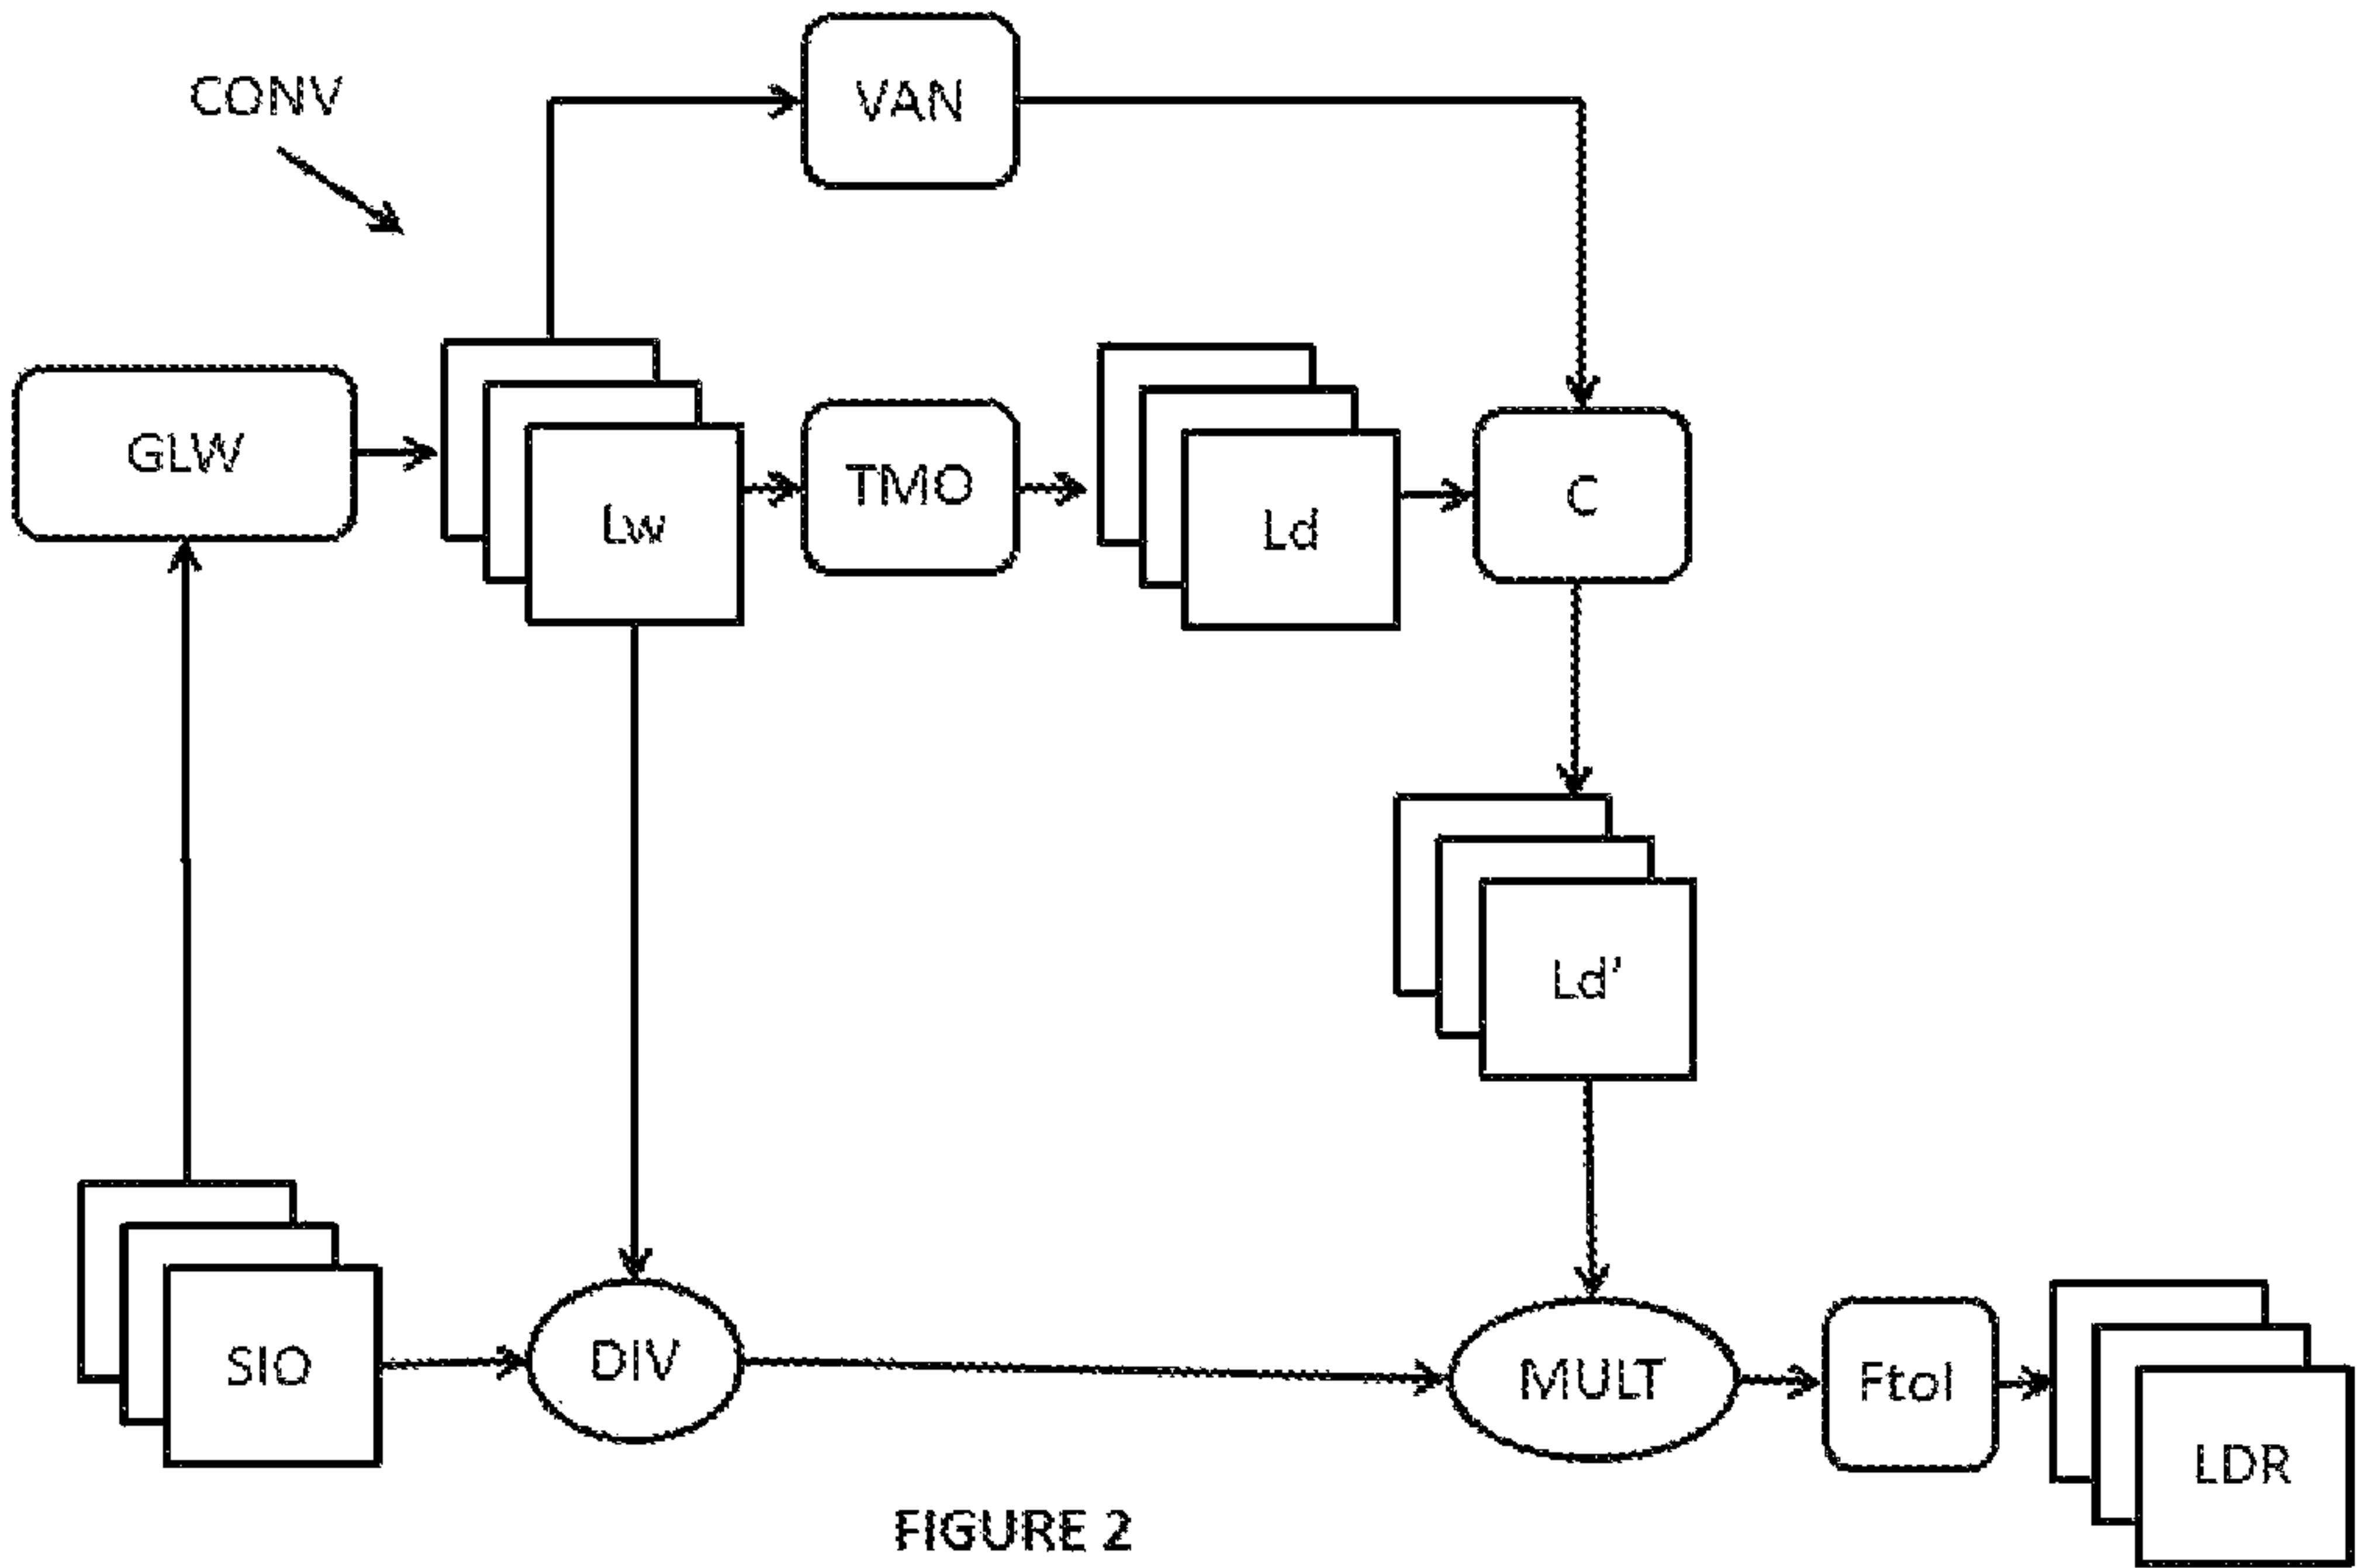 VAN
CONV
GLW
Lw
TMO
Ld
C
Ld'
SIO
DIV
MULT
FtoI
LDR
FIGURE 2